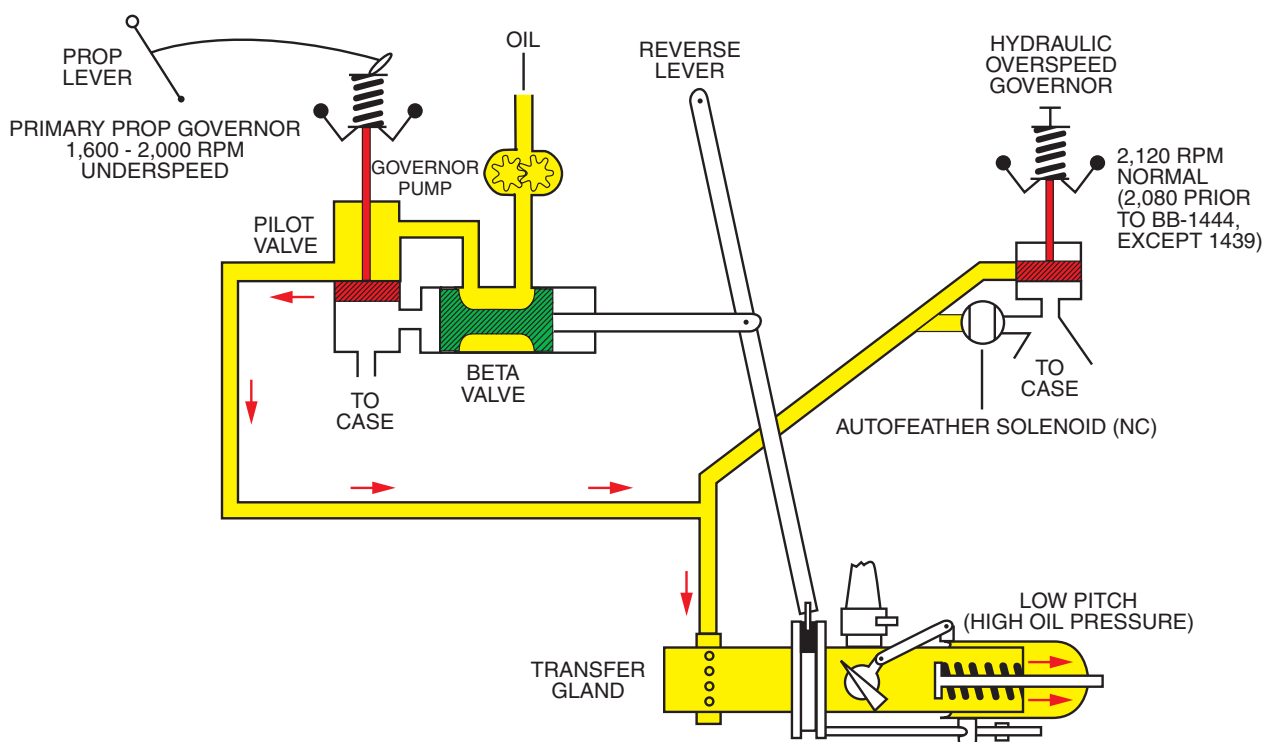 PROP
LEVER
PRIMARY PROP GOVERNOR
1,600 - 2,000 RPM
UNDERSPEED
OIL
GOVERNOR
PUMP
REVERSE
LEVER
HYDRAULIC
OVERSPEED
GOVERNOR
2,120 RPM
NORMAL
(2,080 PRIOR
TO BB-1444,
EXCEPT 1439)
PILOT
VALVE
TO
CASE
BETA
VALVE
TO
CASE
AUTOFEATHER SOLENOID (NC)
LOW PITCH
(HIGH OIL PRESSURE)
TRANSFER
GLAND